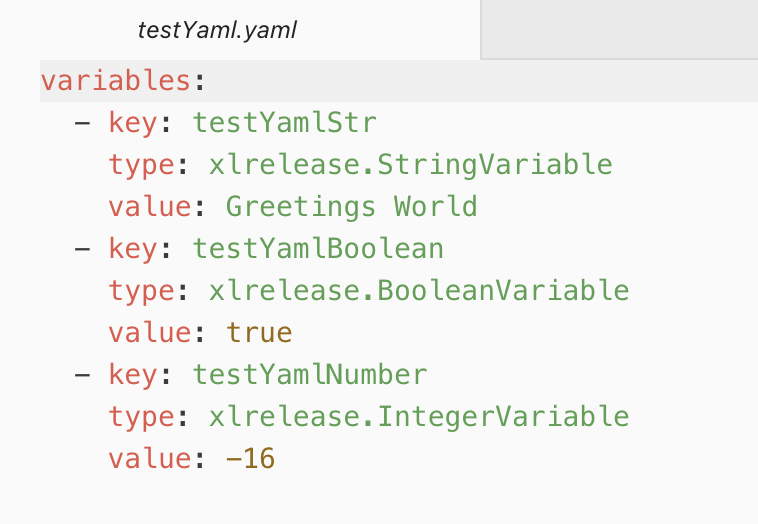 testYaml.yaml
variables:
  - key: testYamlStr
    type: xlrelease.StringVariable
    value: Greetings World
  - key: testYamlBoolean
    type: xlrelease.BooleanVariable
    value: true
  - key: testYamlNumber
    type: xlrelease.IntegerVariable
    value: -16